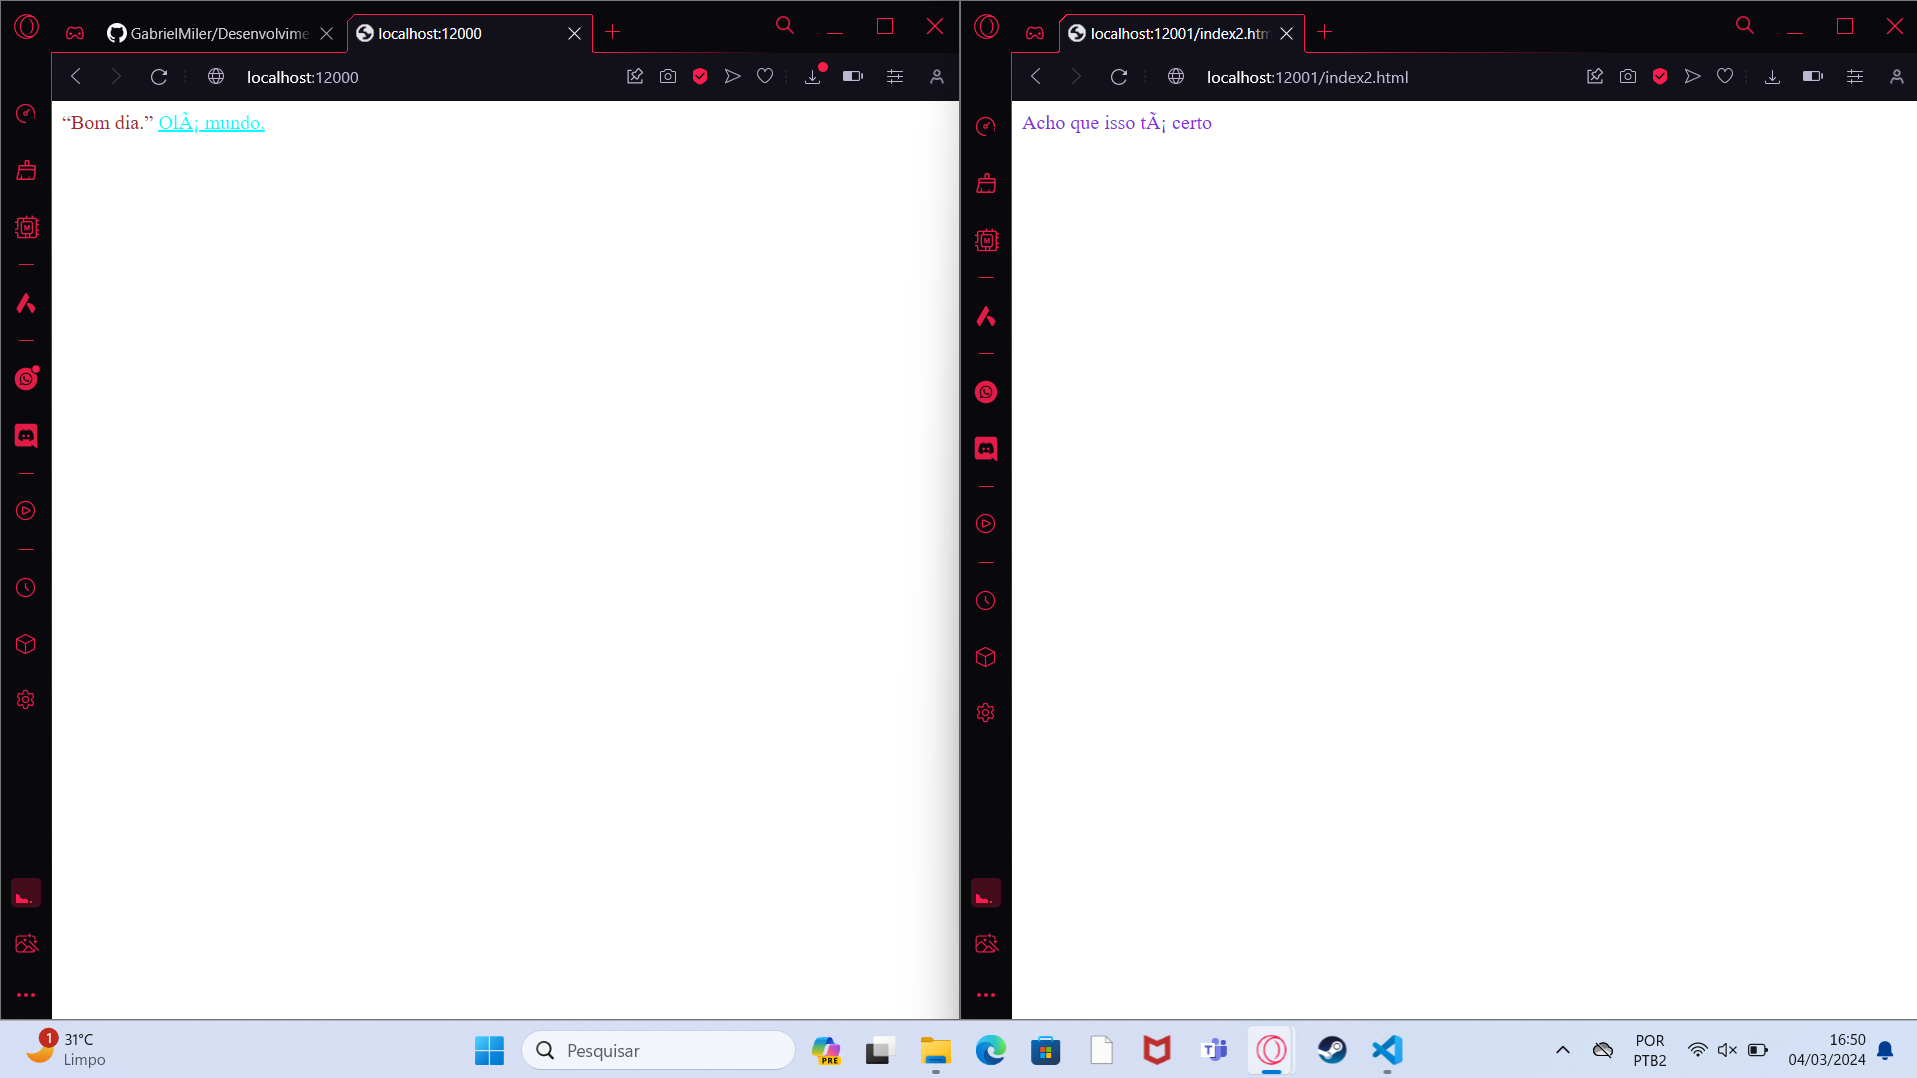 GabrielMiler/Desenvolvime
localhost:12000
localhost:12001/index2.htm
localhost:12000
localhost:12001/index2.html
“Bom dia.” OlÃ¡ mundo.
Acho que isso tÃ¡ certo
1
31°C
Limpo
Pesquisar
PRE
POR
PTB2
16:50
04/03/2024